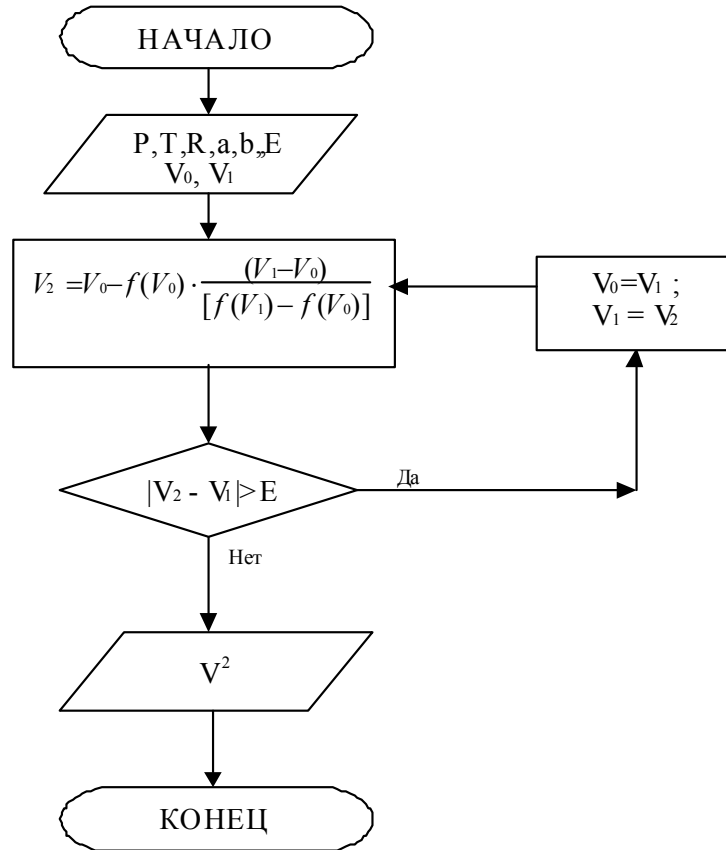 НАЧАЛО
P,T,R,a,b,,E
V₀, V₁
V₂ =V₀–f(V₀) · (V₁–V₀) / [f(V₁)– f(V₀)]
V₀=V₁ ;
V₁ = V₂
|V₂ - V₁|>E
Да
Нет
V²
КОНЕЦ